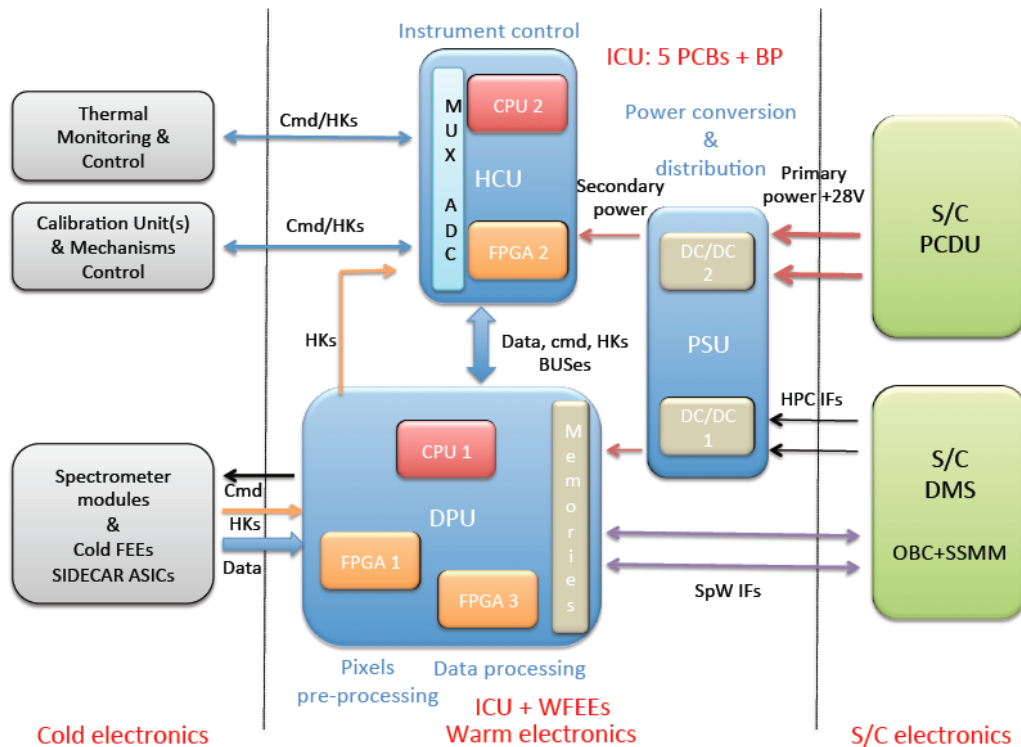 Instrument control
ICU: 5 PCBs + BP
Thermal
Monitoring &
Control
Cmd/HKs
MUX ADC
CPU 2
HCU
FPGA 2
Power conversion
&
distribution
Secondary
power
Primary
power +28V
S/C
PCDU
Calibration Unit(s)
& Mechanisms
Control
Cmd/HKs
DC/DC
2
PSU
DC/DC
1
HKs
Data, cmd, HKs
BUSes
HPC IFs
CPU 1
DPU
Memories
FPGA 1
FPGA 3
Spectrometer
modules
&
Cold FEEs
SIDECAR ASICs
Cmd
HKs
Data
S/C
DMS
OBC+SSMM
SpW IFs
Pixels
pre-processing
Data processing
ICU + WFEEs
Cold electronics
Warm electronics
S/C electronics